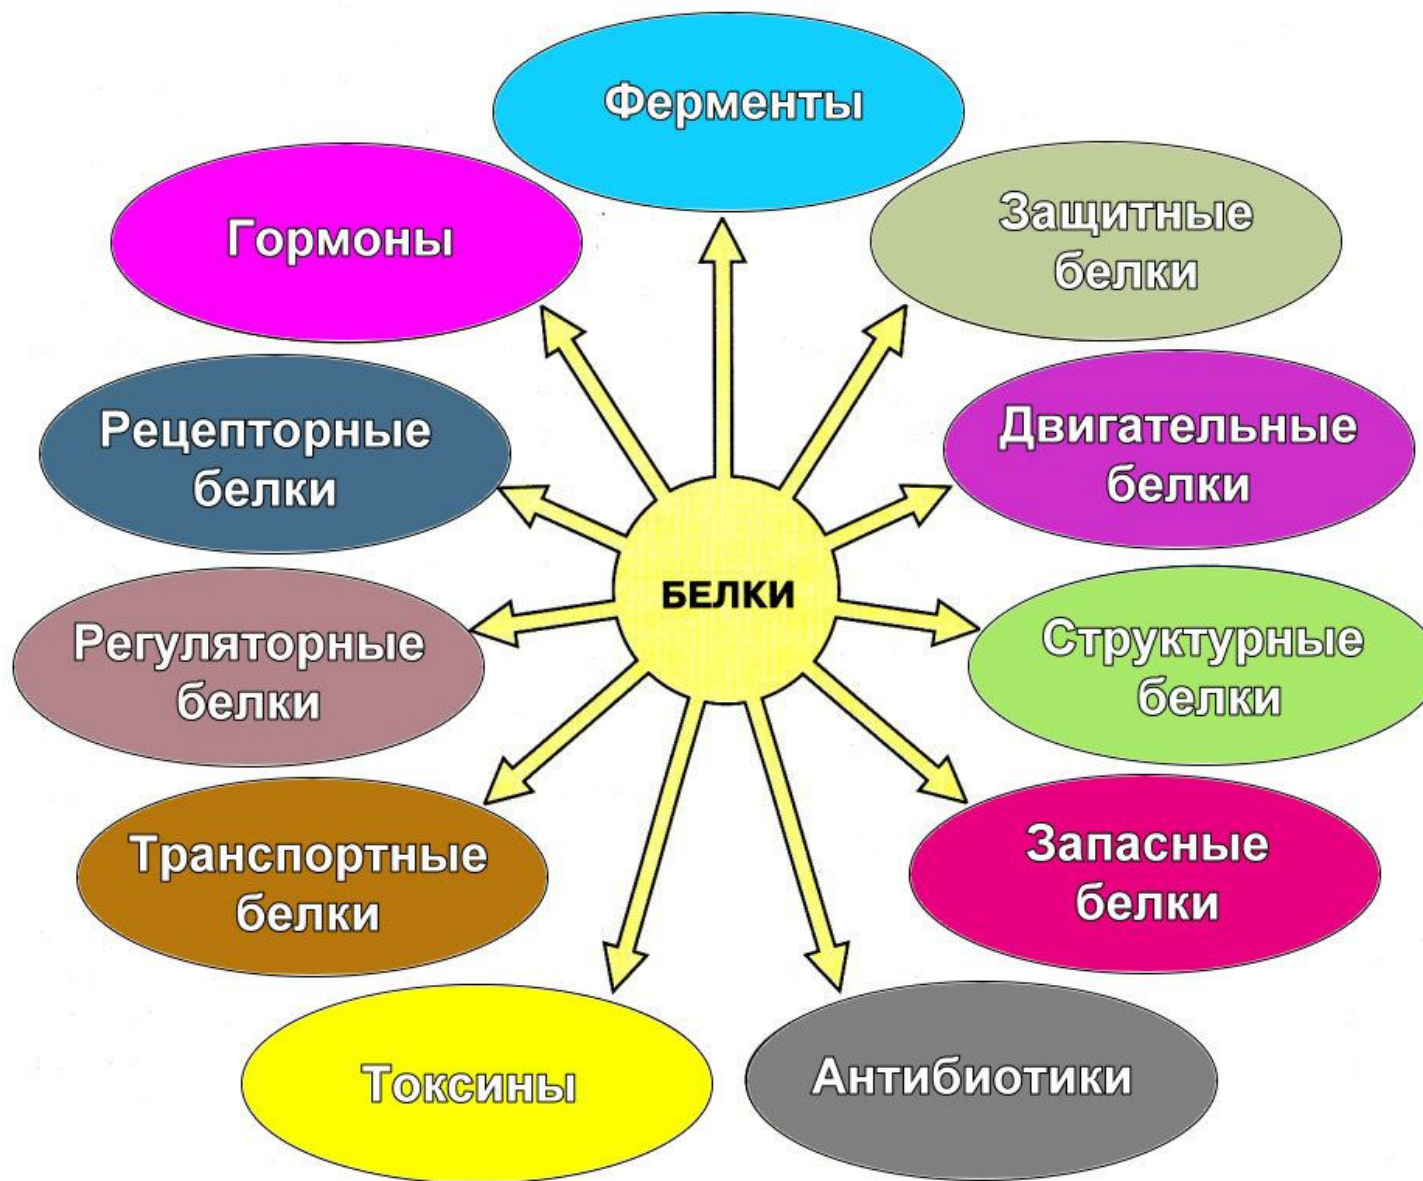 Ферменты
Гормоны
Защитные
белки
Рецепторные
белки
Двигательные
белки
БЕЛКИ
Регуляторные
белки
Структурные
белки
Транспортные
белки
Запасные
белки
Токсины
Антибиотики